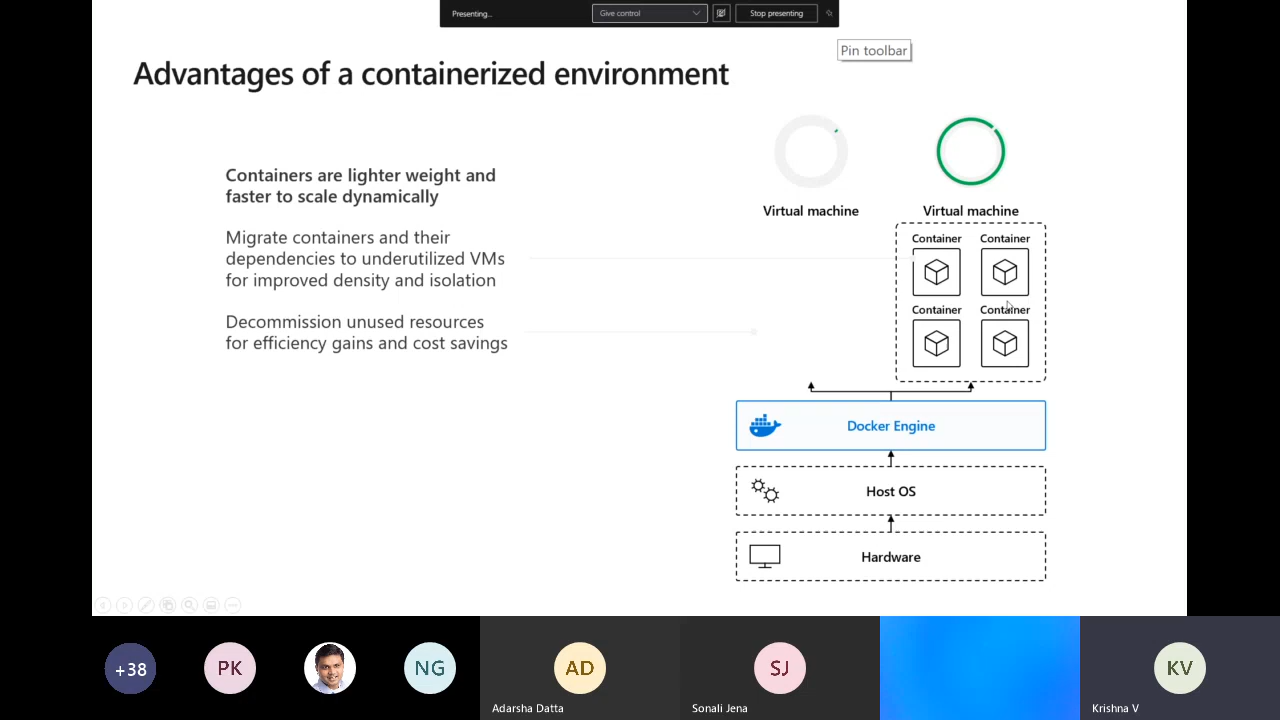 Presenting...
Give control
Stop presenting
Pin toolbar
Advantages of a containerized environment
Containers are lighter weight and
faster to scale dynamically
Migrate containers and their
dependencies to underutilized VMs
for improved density and isolation
Decommission unused resources
for efficiency gains and cost savings
Virtual machine
Virtual machine
Container
Container
Container
Container
Docker Engine
Host OS
Hardware
+38
PK
NG
AD
Adarsha Datta
SJ
Sonali Jena
KV
Krishna V